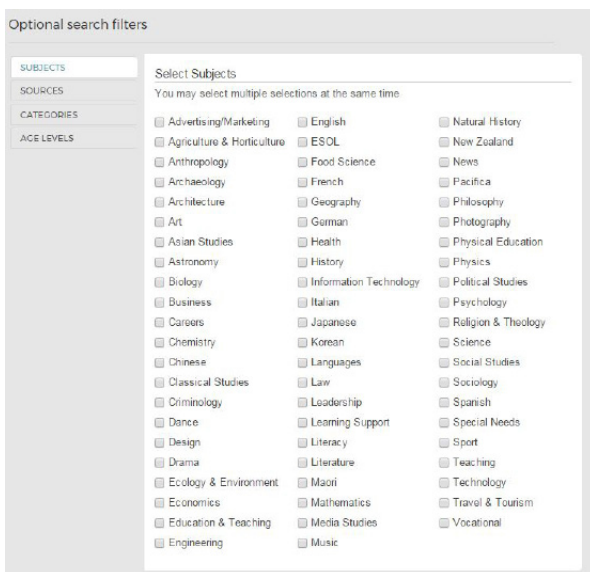 Optional search filters
SUBJECTS
SOURCES
CATEGORIES
AGE LEVELS
Select Subjects
You may select multiple selections at the same time
Advertising/Marketing
Agriculture & Horticulture
Anthropology
Archaeology
Architecture
Art
Asian Studies
Astronomy
Biology
Business
Careers
Chemistry
Chinese
Classical Studies
Criminology
Dance
Design
Drama
Ecology & Environment
Economics
Education & Teaching
Engineering
English
ESOL
Food Science
French
Geography
German
Health
History
Information Technology
Italian
Japanese
Korean
Languages
Law
Leadership
Learning Support
Literacy
Literature
Maori
Mathematics
Media Studies
Music
Natural History
New Zealand
News
Pacifica
Philosophy
Photography
Physical Education
Physics
Political Studies
Psychology
Religion & Theology
Science
Social Studies
Sociology
Spanish
Special Needs
Sport
Teaching
Technology
Travel & Tourism
Vocational